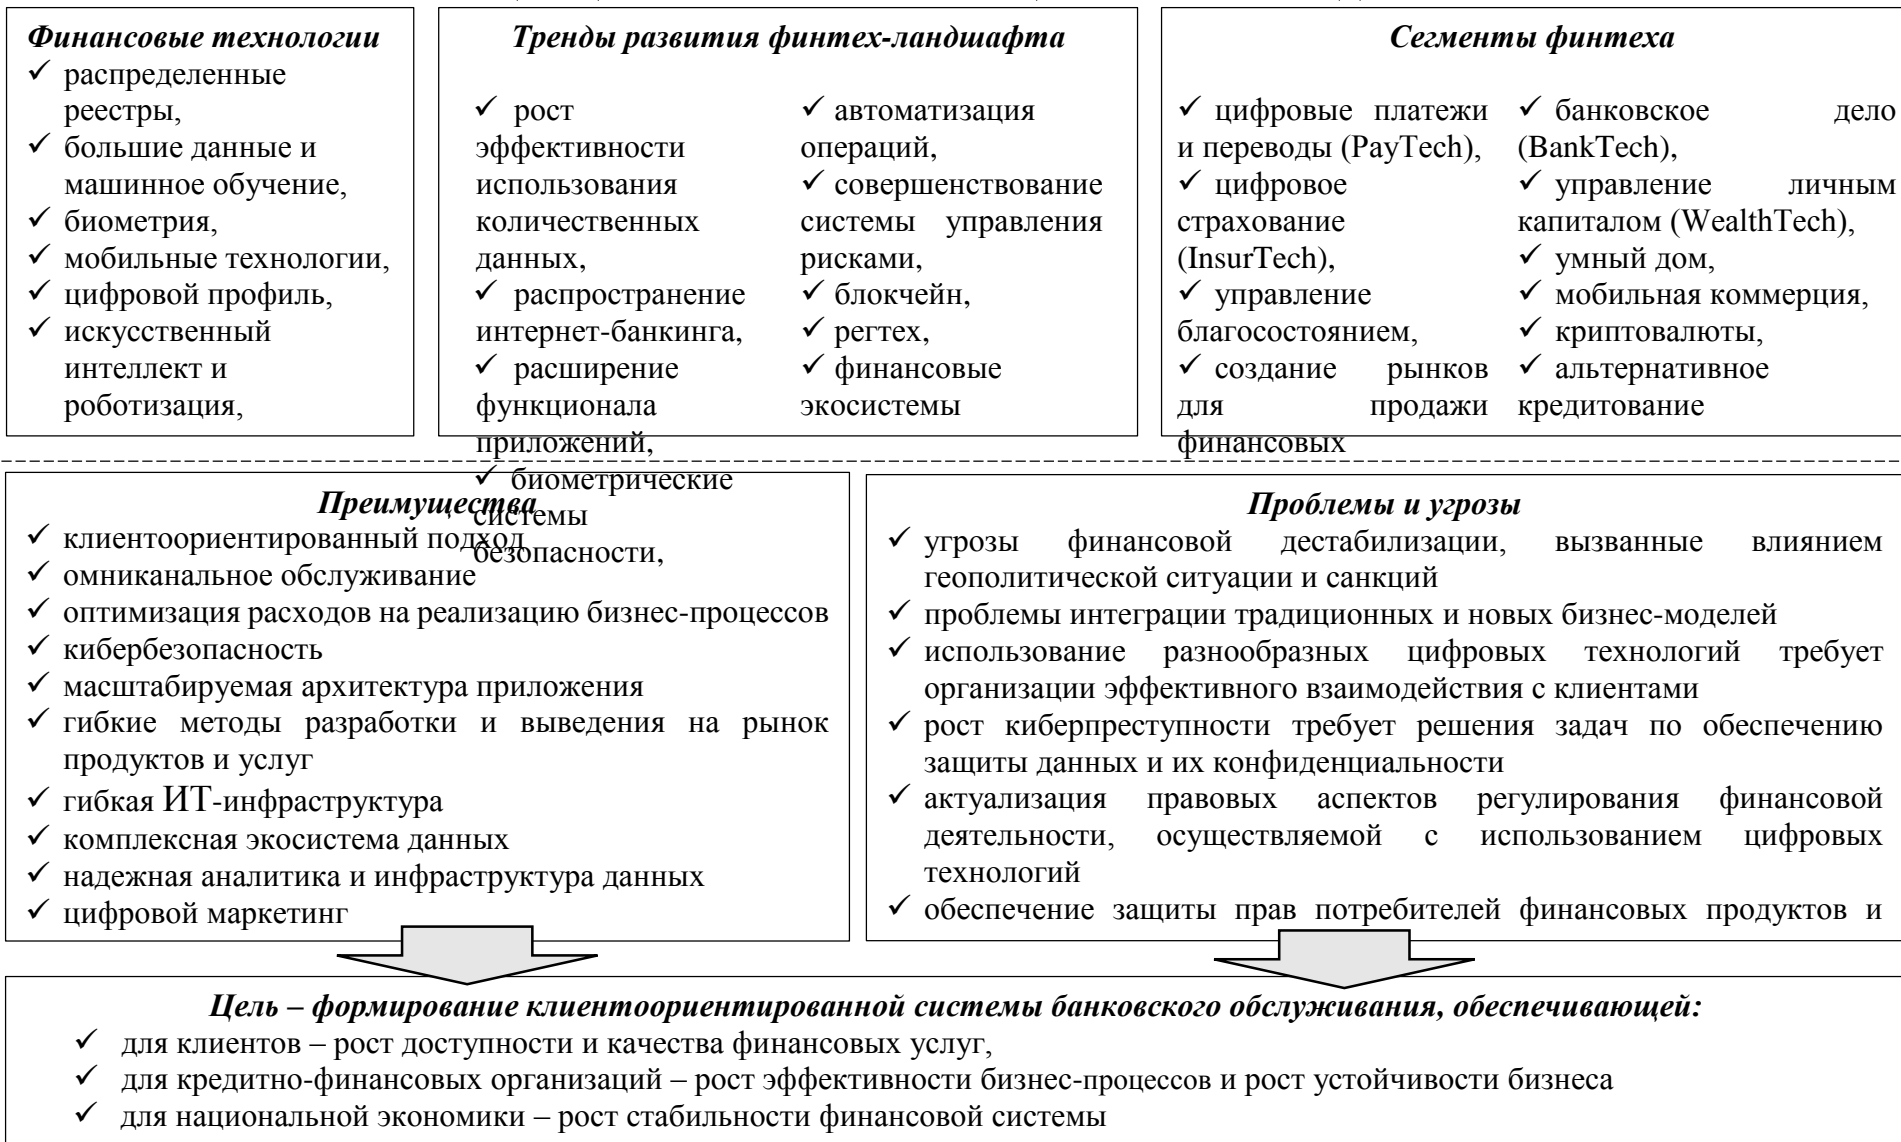 Финансовые технологии
✓ распределенные
реестры,
✓ большие данные и
машинное обучение,
✓ биометрия,
✓ мобильные технологии,
✓ цифровой профиль,
✓ искусственный
интеллект и
роботизация,
Тренды развития финтех-ландшафта
✓ рост
эффективности
использования
количественных
данных,
✓ распространение
интернет-банкинга,
✓ расширение
функционала
приложений,
✓ биометрические
системы
безопасности,
✓ автоматизация
операций,
✓ совершенствование
системы управления
рисками,
✓ блокчейн,
✓ регтех,
✓ финансовые
экосистемы
Сегменты финтеха
✓ цифровые платежи
и переводы (PayTech),
✓ цифровое
страхование
(InsurTech),
✓ управление
благосостоянием,
✓ создание рынков
для продажи
финансовых
✓ банковское дело
(BankTech),
✓ управление личным
капиталом (WealthTech),
✓ умный дом,
✓ мобильная коммерция,
✓ криптовалюты,
✓ альтернативное
кредитование
Преимущества
✓ клиентоориентированный подход
✓ омниканальное обслуживание
✓ оптимизация расходов на реализацию бизнес-процессов
✓ кибербезопасность
✓ масштабируемая архитектура приложения
✓ гибкие методы разработки и выведения на рынок
продуктов и услуг
✓ гибкая ИТ-инфраструктура
✓ комплексная экосистема данных
✓ надежная аналитика и инфраструктура данных
✓ цифровой маркетинг
Проблемы и угрозы
✓ угрозы финансовой дестабилизации, вызванные влиянием
геополитической ситуации и санкций
✓ проблемы интеграции традиционных и новых бизнес-моделей
✓ использование разнообразных цифровых технологий требует
организации эффективного взаимодействия с клиентами
✓ рост киберпреступности требует решения задач по обеспечению
защиты данных и их конфиденциальности
✓ актуализация правовых аспектов регулирования финансовой
деятельности, осуществляемой с использованием цифровых
технологий
✓ обеспечение защиты прав потребителей финансовых продуктов и
Цель – формирование клиентоориентированной системы банковского обслуживания, обеспечивающей:
✓ для клиентов – рост доступности и качества финансовых услуг,
✓ для кредитно-финансовых организаций – рост эффективности бизнес-процессов и рост устойчивости бизнеса
✓ для национальной экономики – рост стабильности финансовой системы